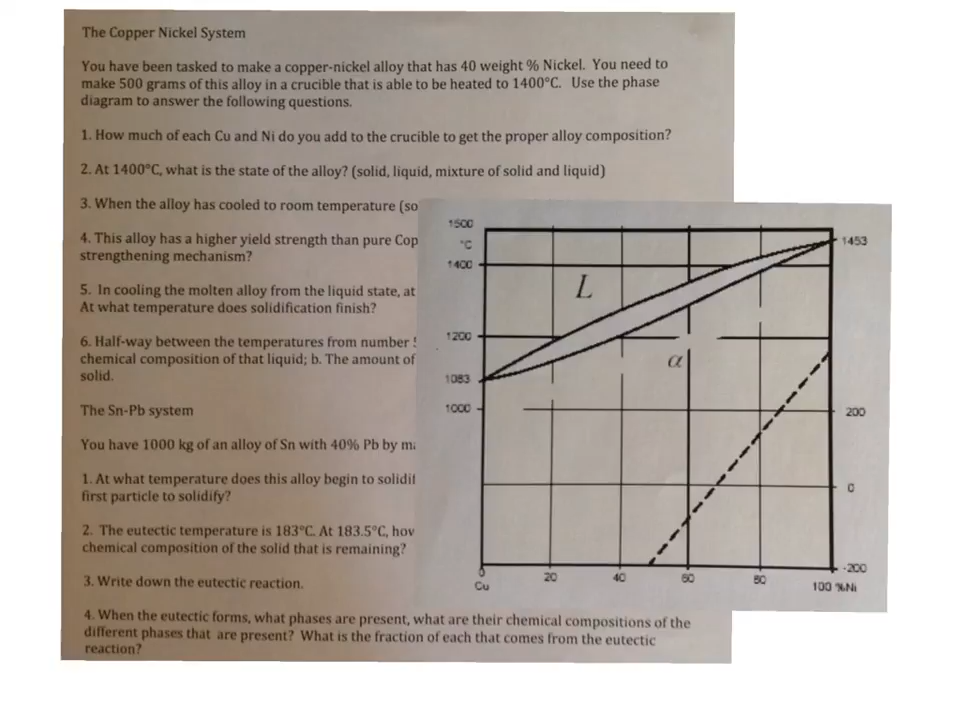 The Copper Nickel System
You have been tasked to make a copper-nickel alloy that has 40 weight % Nickel. You need to
make 500 grams of this alloy in a crucible that is able to be heated to 1400°C. Use the phase
diagram to answer the following questions.
1. How much of each Cu and Ni do you add to the crucible to get the proper alloy composition?
2. At 1400°C, what is the state of the alloy? (solid, liquid, mixture of solid and liquid)
3. When the alloy has cooled to room temperature (so
4. This alloy has a higher yield strength than pure Cop
strengthening mechanism?
5. In cooling the molten alloy from the liquid state, at
At what temperature does solidification finish?
6. Half-way between the temperatures from number
chemical composition of that liquid; b. The amount of
solid.
The Sn-Pb system
You have 1000 kg of an alloy of Sn with 40% Pb by
1. At what temperature does this alloy begin to
first particle to solidify?
2. The eutectic temperature is 183°C. At 183.5°C,
chemical composition of the solid that is remaining?
3. Write down the eutectic reaction.
4. When the eutectic forms, what phases are present, what are their chemical compositions of the
different phases that are present? What is the fraction of each that comes from the eutectic
reaction?
1500
°C
1453
1400
L
1200
α
1083
1000
200
0
-200
0
20
40
60
80
100 %Ni
Cu